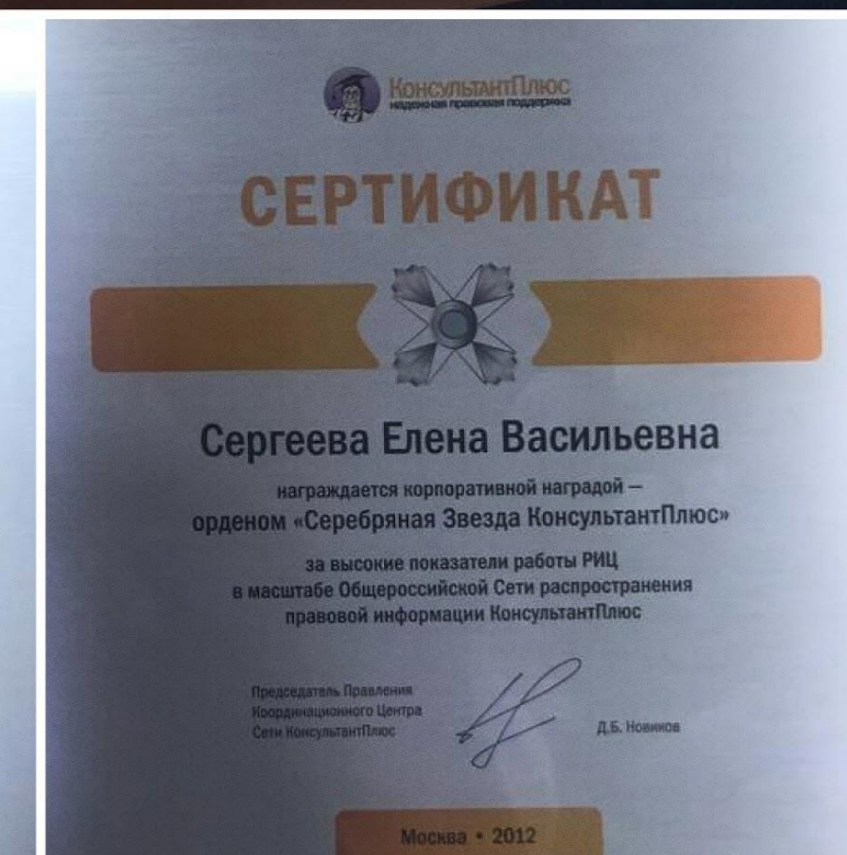 КонсультантПлюс
надежная правовая поддержка
СЕРТИФИКАТ
Сергеева Елена Васильевна
награждается корпоративной наградой —
орденом «Серебряная Звезда КонсультантПлюс»
за высокие показатели работы РИЦ
в масштабе Общероссийской Сети распространения
правовой информации КонсультантПлюс
Председатель Правления
Координационного Центра
Сети КонсультантПлюс
Д.Б. Новиков
Москва • 2012